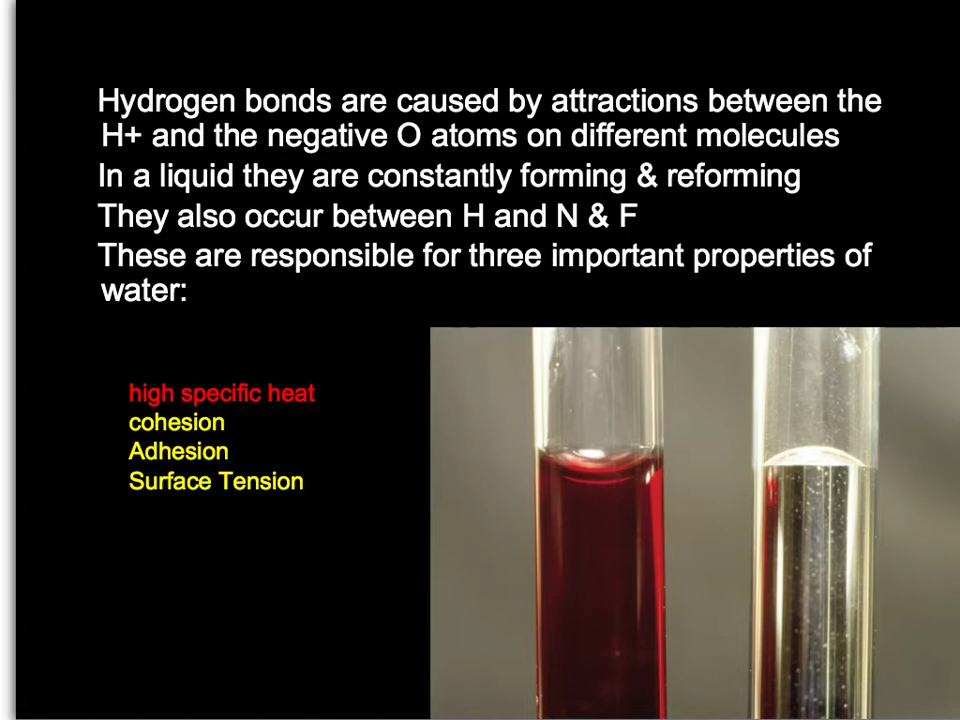 Hydrogen bonds are caused by attractions between the
H+ and the negative O atoms on different molecules
In a liquid they are constantly forming & reforming
They also occur between H and N & F
These are responsible for three important properties of
water:
high specific heat
cohesion
Adhesion
Surface Tension